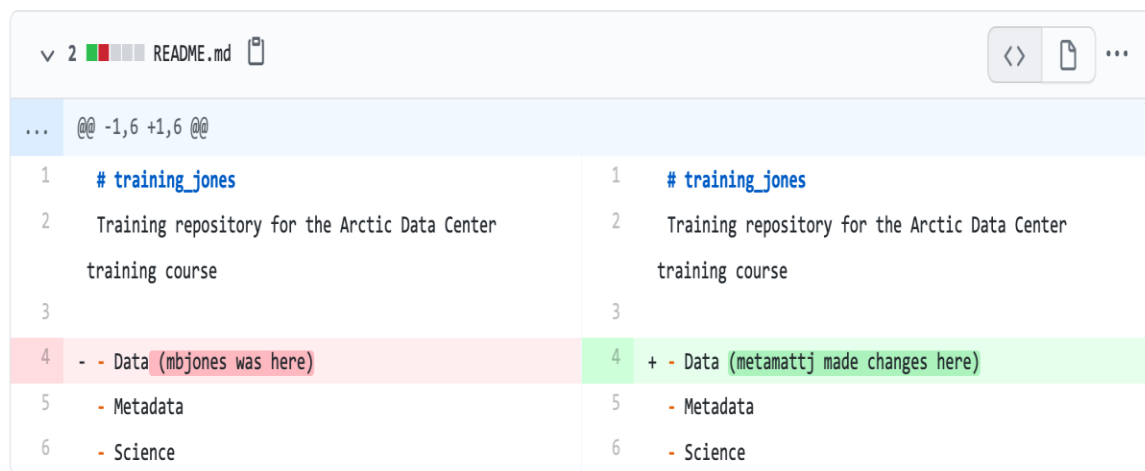 2 README.md
... @@ -1,6 +1,6 @@
1 # training_jones
2 Training repository for the Arctic Data Center
training course
3
4 - - Data (mbjones was here)
5 - Metadata
6 - Science
1 # training_jones
2 Training repository for the Arctic Data Center
training course
3
4 + - Data (metamattj made changes here)
5 - Metadata
6 - Science